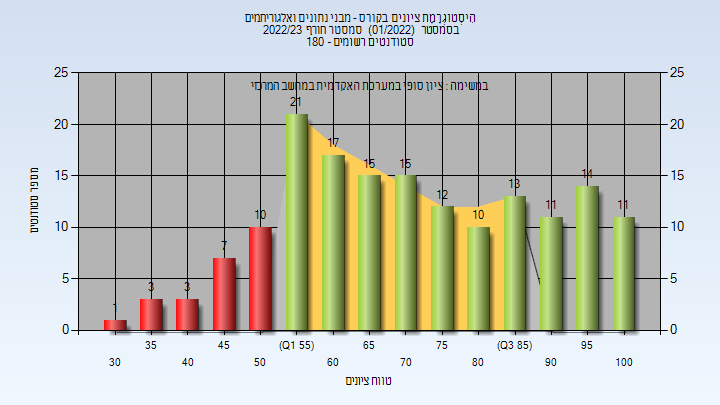 היסטוגרמת ציונים בקורס - מבני נתונים ואלגוריתמים
בסמסטר (01/2022) סמסטר חורף 2022/23
סטודנטים רשומים - 180
במשימה : ציון סופי במערכת האקדמית במחשב המרכזי
25 25
20 20
15 15
10 10
5 5
0 0
מספר סטודנטים
1 3 3 7 10 21 17 15 15 12 10 13 11 14 11
35 45 (Q1 55) 65 75 (Q3 85) 95
30 40 50 60 70 80 90 100
טווח ציונים